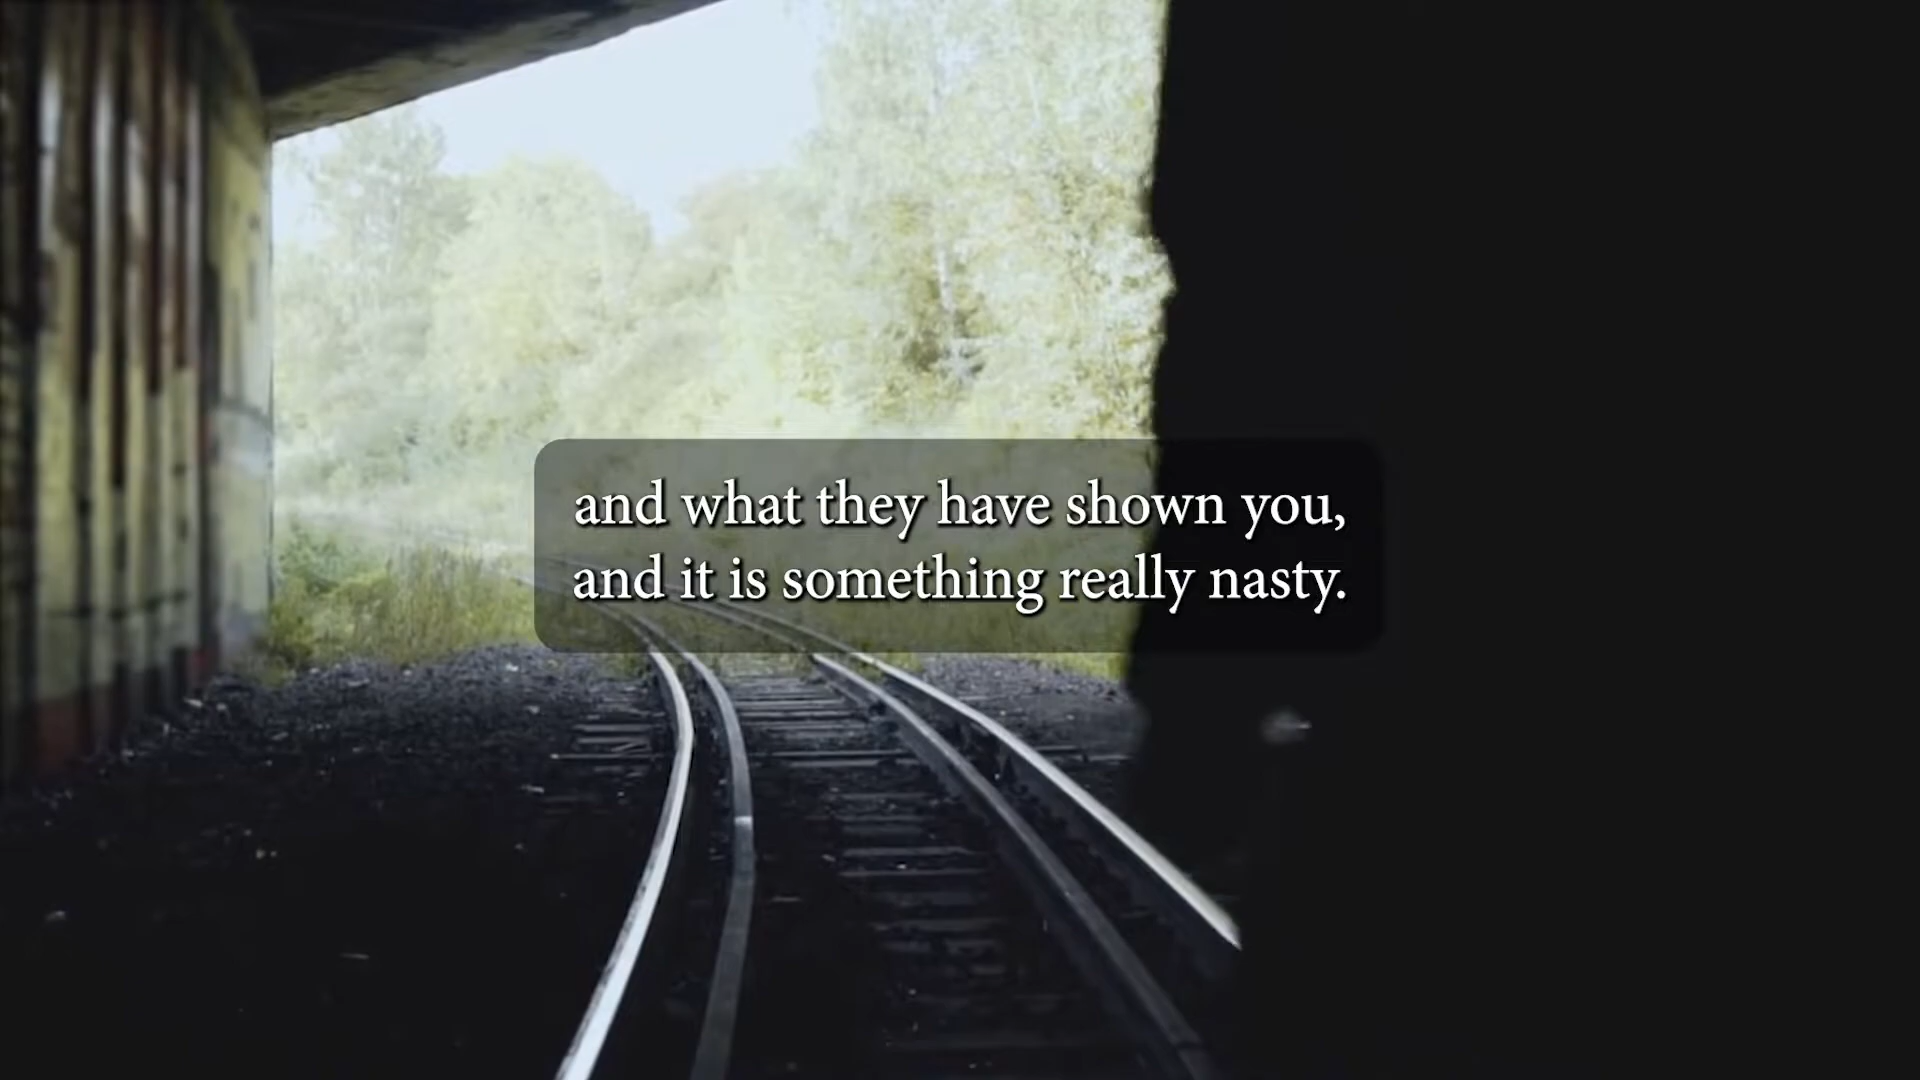 and what they have shown you,
and it is something really nasty.